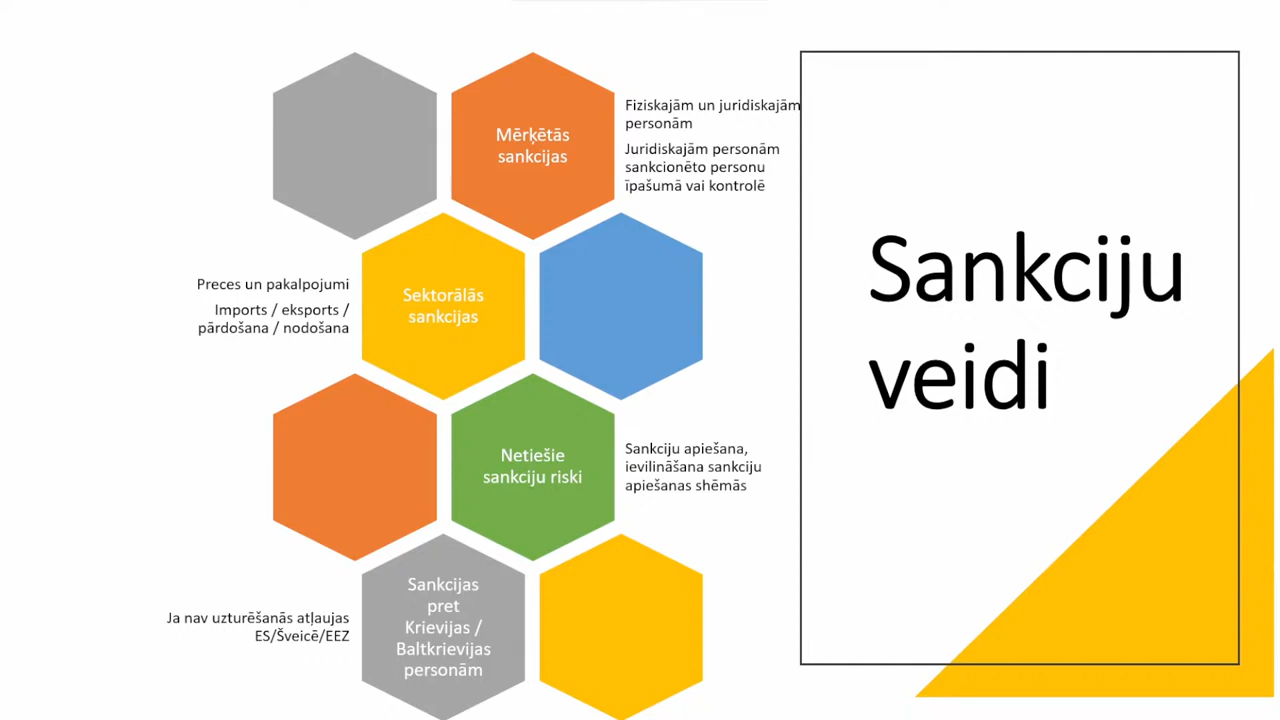 Sankciju
veidi
Mērķētās
sankcijas
Fiziskajām un juridiskajām
personām
Juridiskajām personām
sankcionēto personu
īpašumā vai kontrolē
Sektorālās
sankcijas
Preces un pakalpojumi
Imports / eksports /
pārdošana / nodošana
Netiešie
sankciju riski
Sankciju apiešana,
ievilināšana sankciju
apiešanas shēmās
Sankcijas
pret
Krievijas /
Baltkrievijas
personām
Ja nav uzturēšanās atļaujas
ES/Šveicē/EEZ